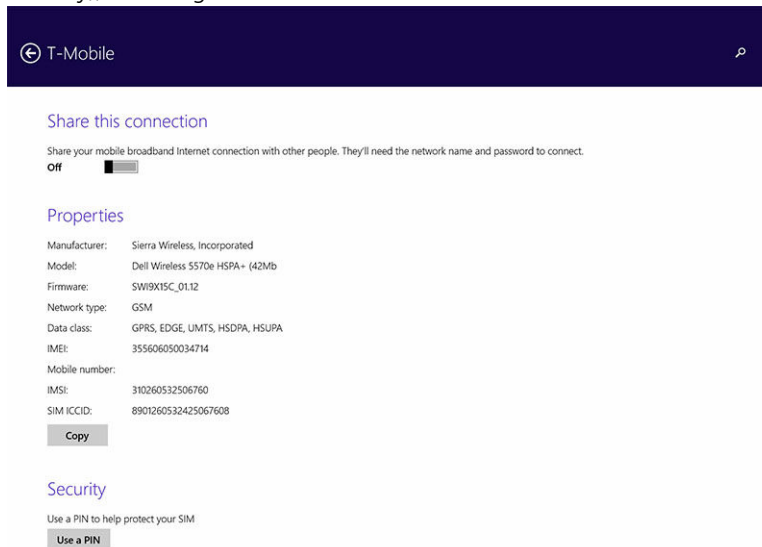 T-Mobile
Share this connection
Share your mobile broadband Internet connection with other people. They'll need the network name and password to connect.
Off
Properties
Manufacturer: Sierra Wireless, Incorporated
Model: Dell Wireless 5570e HSPA+ (42Mb
Firmware: SWI9X15C_01.12
Network type: GSM
Data class: GPRS, EDGE, UMTS, HSDPA, HSUPA
IMEI: 355606050034714
Mobile number:
IMSI: 310260532506760
SIM ICCID: 8901260532425067608
Copy
Security
Use a PIN to help protect your SIM
Use a PIN